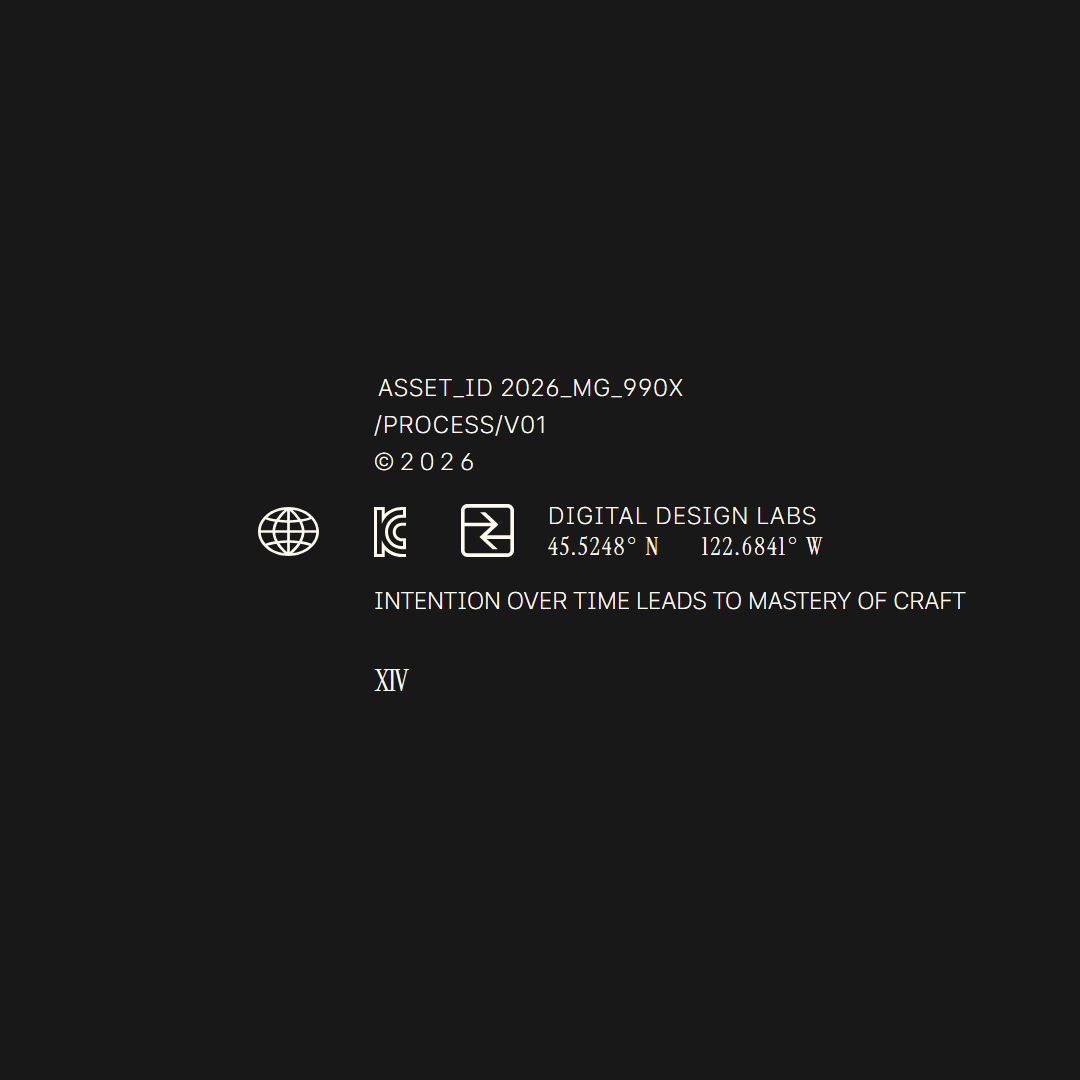 ASSET_ID 2026_MG_990X
/PROCESS/V01
©2026
DIGITAL DESIGN LABS
45.5248° N 122.6841° W
INTENTION OVER TIME LEADS TO MASTERY OF CRAFT
XIV